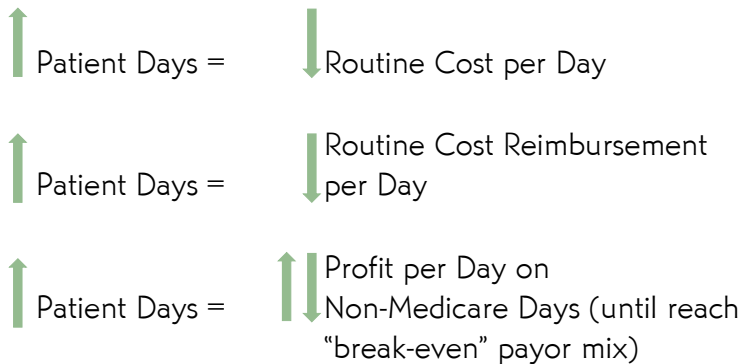 Patient Days =
Routine Cost per Day
Patient Days =
Routine Cost Reimbursement
per Day
Patient Days =
Profit per Day on
Non-Medicare Days (until reach
“break-even” payor mix)